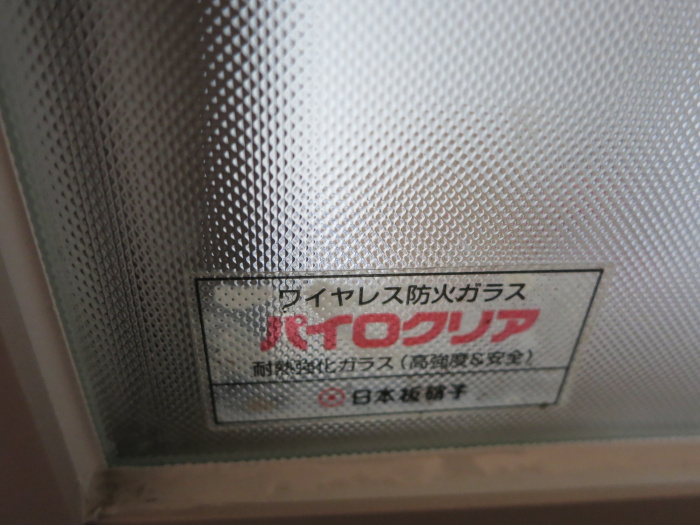 ワイヤレス防火ガラス
パイロクリア
耐熱強化ガラス(高強度&安全)
日本板硝子